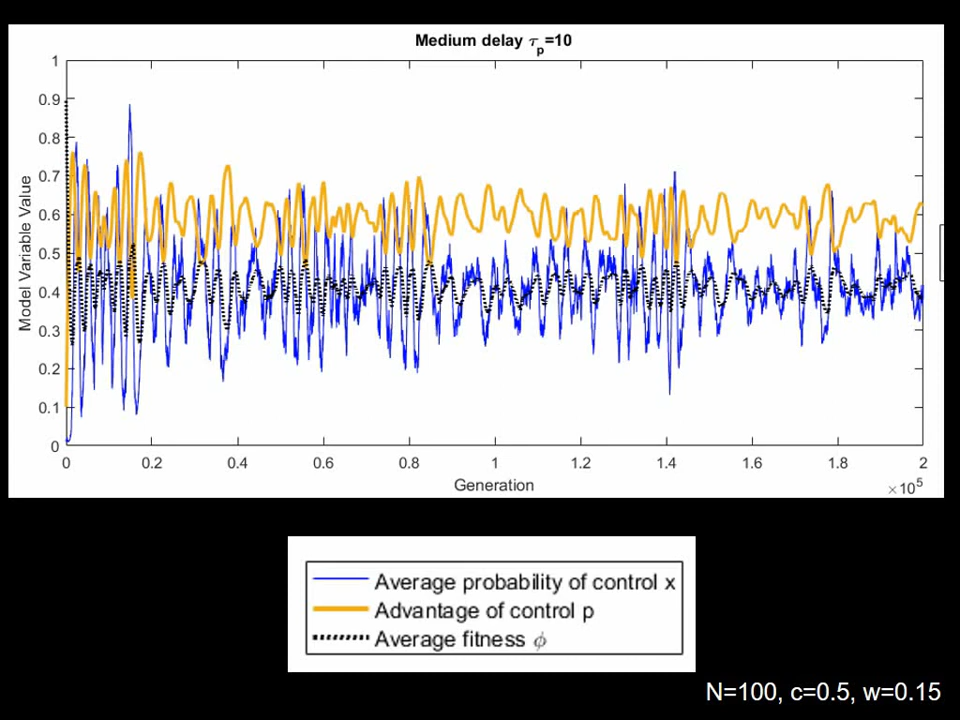 Medium delay τp=10
Model Variable Value
1
0.9
0.8
0.7
0.6
0.5
0.4
0.3
0.2
0.1
0
0 0.2 0.4 0.6 0.8 1 1.2 1.4 1.6 1.8 2
Generation
×10^5
Average probability of control x
Advantage of control p
Average fitness ϕ
N=100, c=0.5, w=0.15